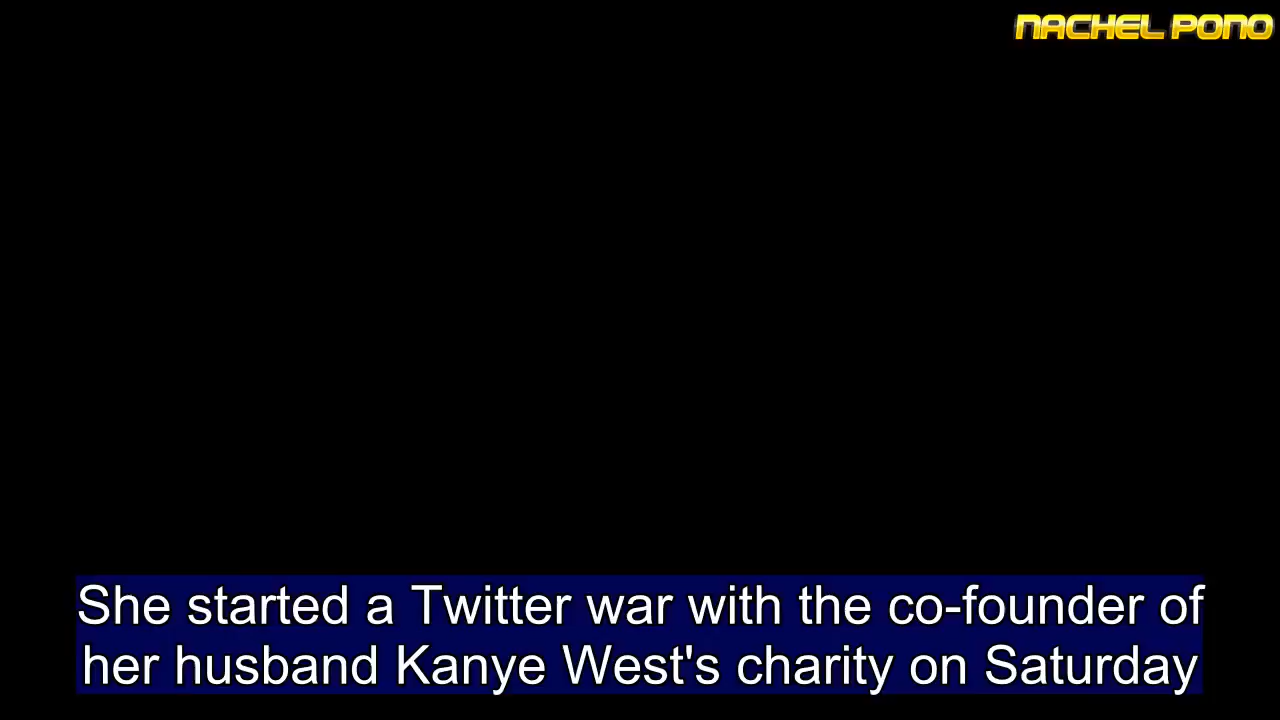 NACHEL PONO
She started a Twitter war with the co-founder of
her husband Kanye West's charity on Saturday